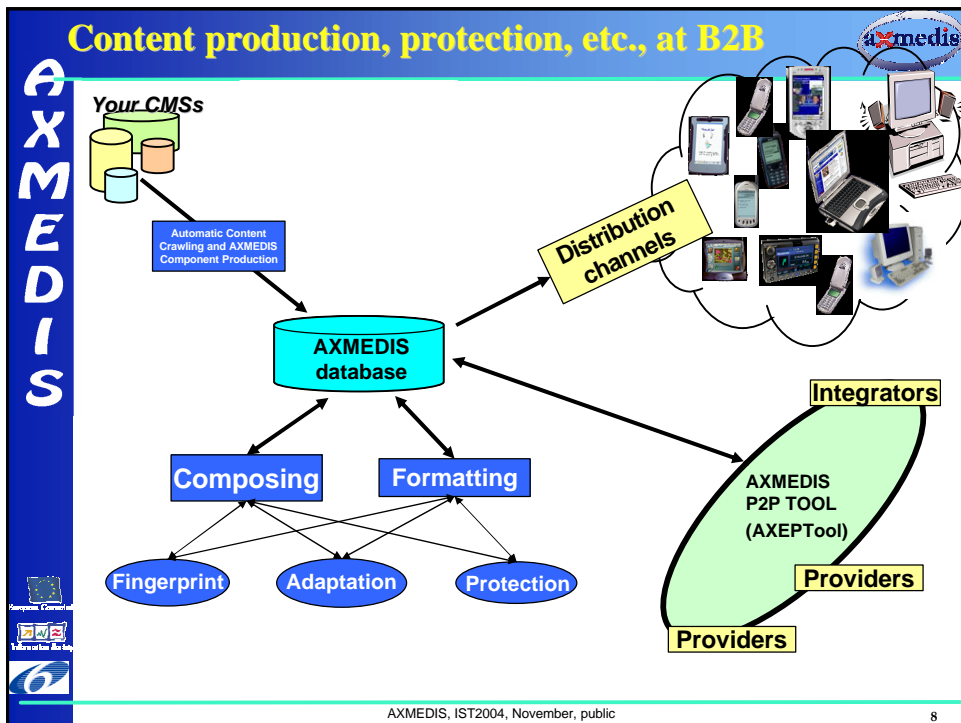 Content production, protection, etc., at B2B
axmedis
AXMEDIS
Your CMSs
Automatic Content
Crawling and AXMEDIS
Component Production
Distribution
channels
AXMEDIS
database
Integrators
Composing
Formatting
AXMEDIS
P2P TOOL
(AXEPTool)
Fingerprint
Adaptation
Protection
Providers
Providers
AXMEDIS, IST2004, November, public
8